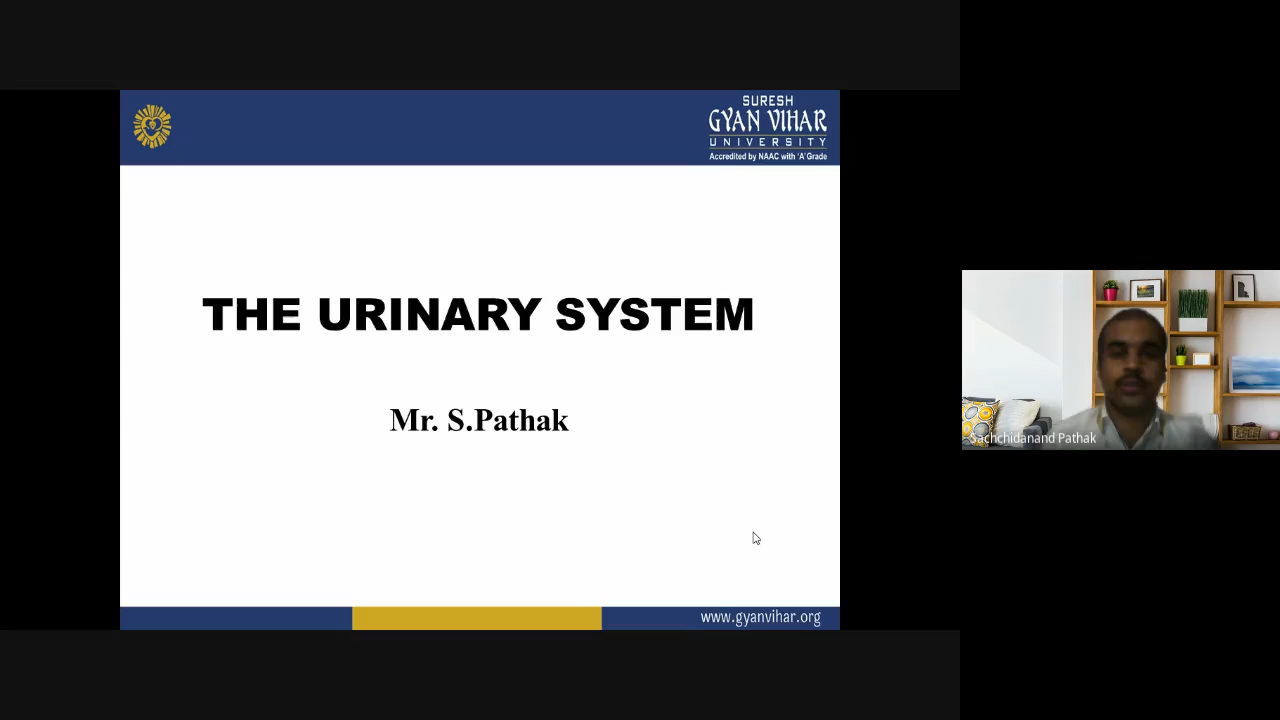 SURESH
GYAN VIHAR
UNIVERSITY
Accredited by NAAC with 'A' Grade
THE URINARY SYSTEM
Mr. S.Pathak
Sachchidanand Pathak
www.gyanvihar.org